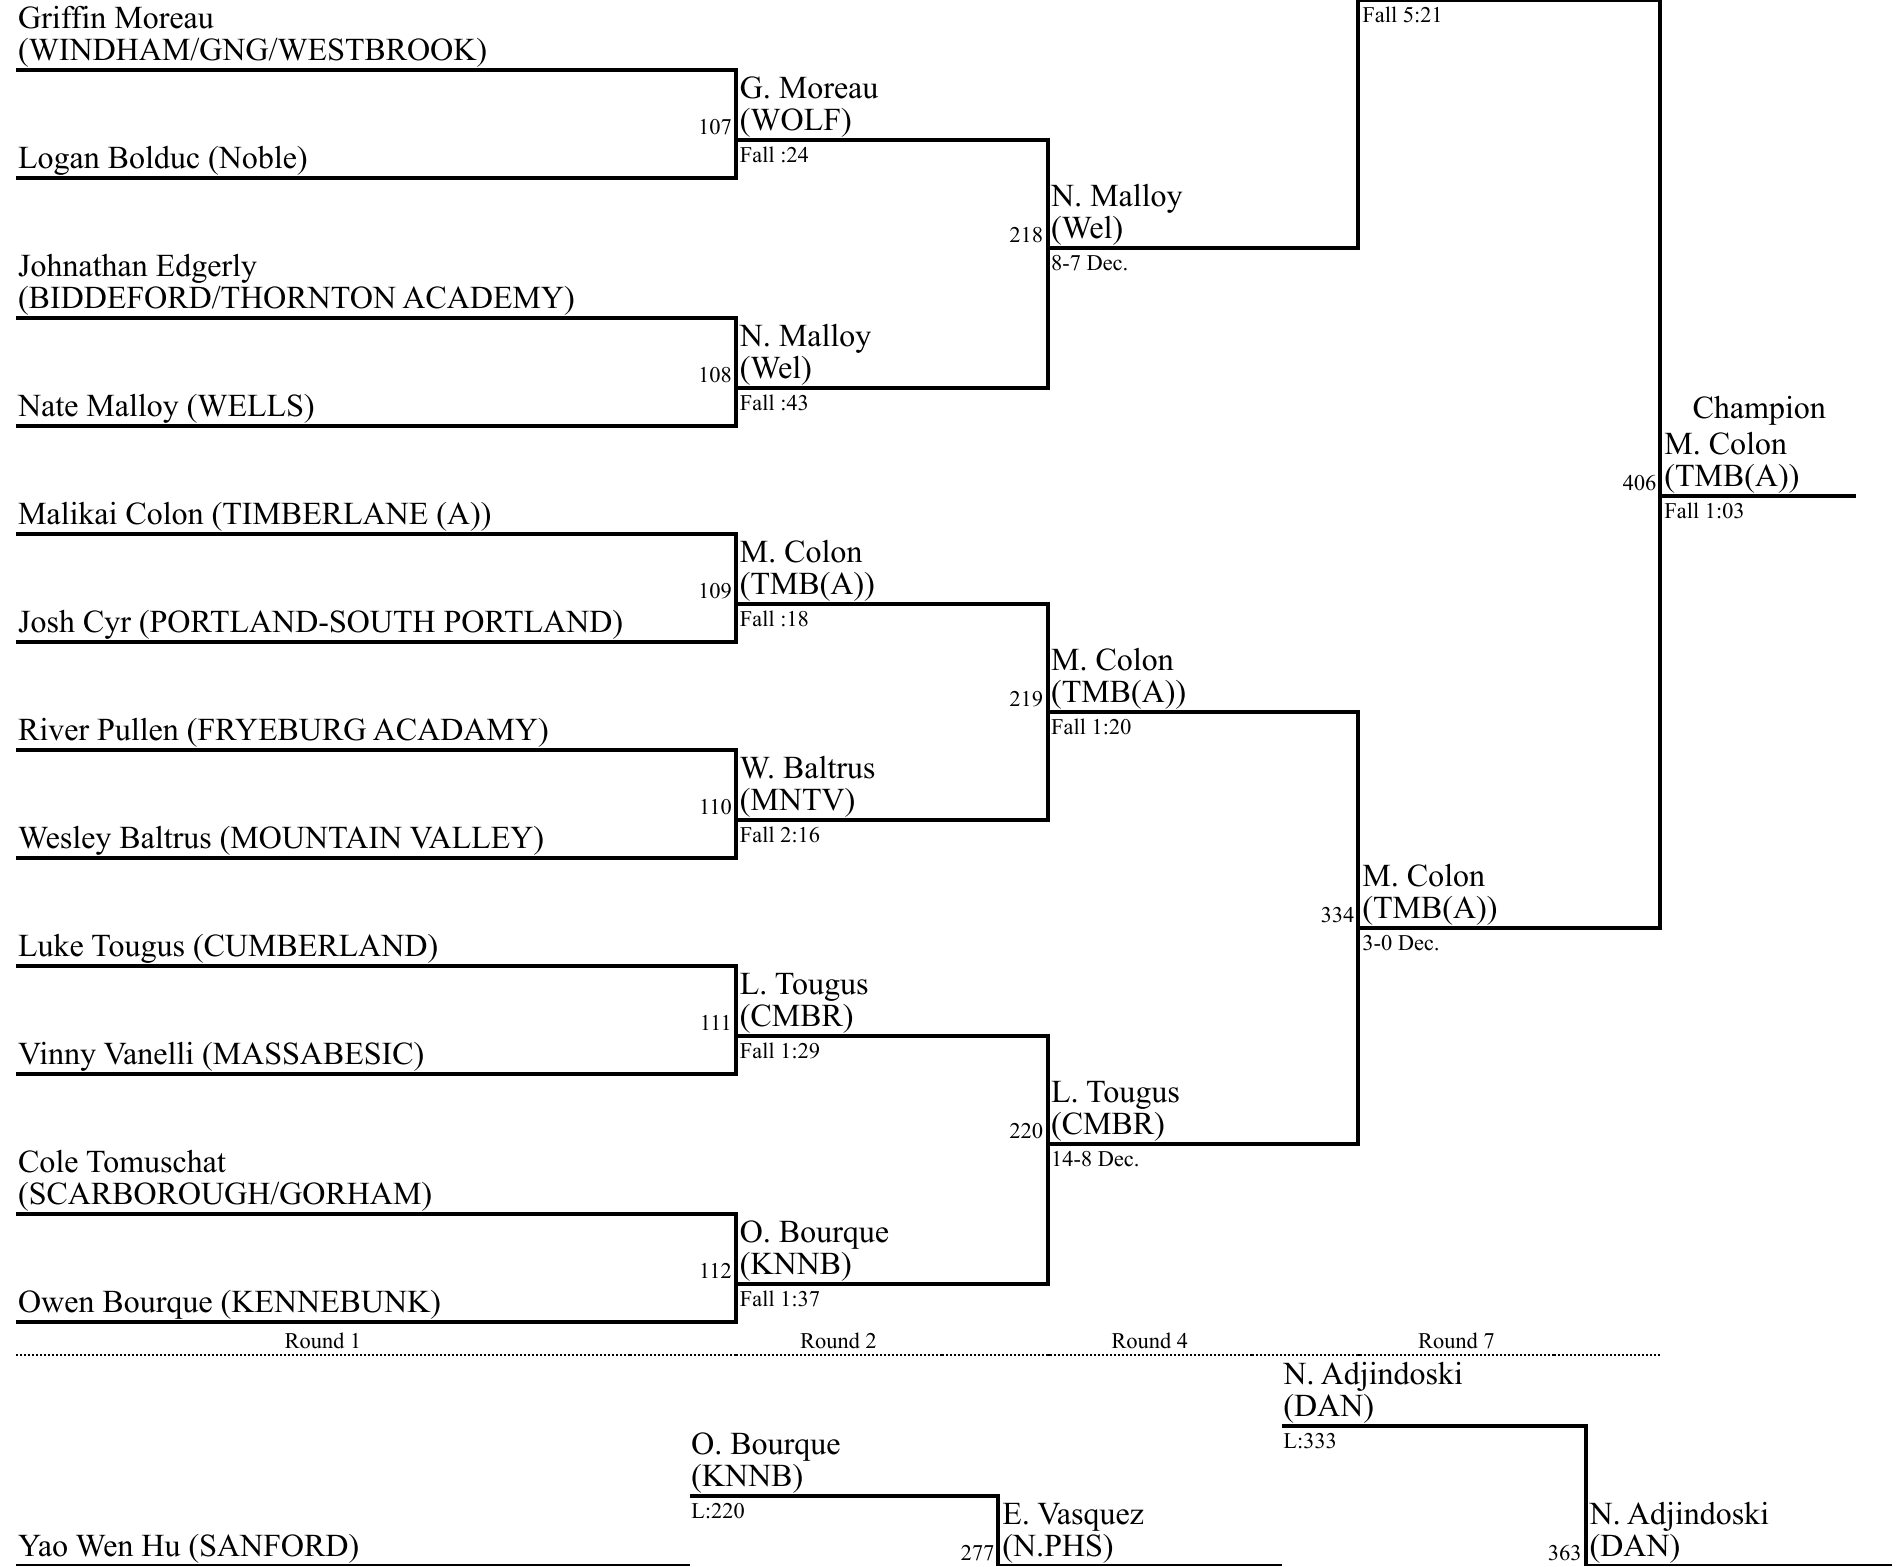 Griffin Moreau
(WINDHAM/GNG/WESTBROOK)
Fall 5:21
G. Moreau
107 (WOLF)
Fall :24
Logan Bolduc (Noble)
N. Malloy
218 (Wel)
8-7 Dec.
Johnathan Edgerly
(BIDDEFORD/THORNTON ACADEMY)
N. Malloy
108 (Wel)
Fall :43
Nate Malloy (WELLS)
Champion
M. Colon
406 (TMB(A))
Fall 1:03
Malikai Colon (TIMBERLANE (A))
M. Colon
109 (TMB(A))
Fall :18
Josh Cyr (PORTLAND-SOUTH PORTLAND)
M. Colon
219 (TMB(A))
Fall 1:20
River Pullen (FRYEBURG ACADAMY)
W. Baltrus
110 (MNTV)
Fall 2:16
Wesley Baltrus (MOUNTAIN VALLEY)
M. Colon
334 (TMB(A))
3-0 Dec.
Luke Tougus (CUMBERLAND)
L. Tougus
111 (CMBR)
Fall 1:29
Vinny Vanelli (MASSABESIC)
L. Tougus
220 (CMBR)
14-8 Dec.
Cole Tomuschat
(SCARBOROUGH/GORHAM)
O. Bourque
112 (KNNB)
Fall 1:37
Owen Bourque (KENNEBUNK)
Round 1 Round 2 Round 4 Round 7
N. Adjindoski
(DAN)
L:333
O. Bourque
(KNNB)
L:220
E. Vasquez
277 (N.PHS)
N. Adjindoski
363 (DAN)
Yao Wen Hu (SANFORD)